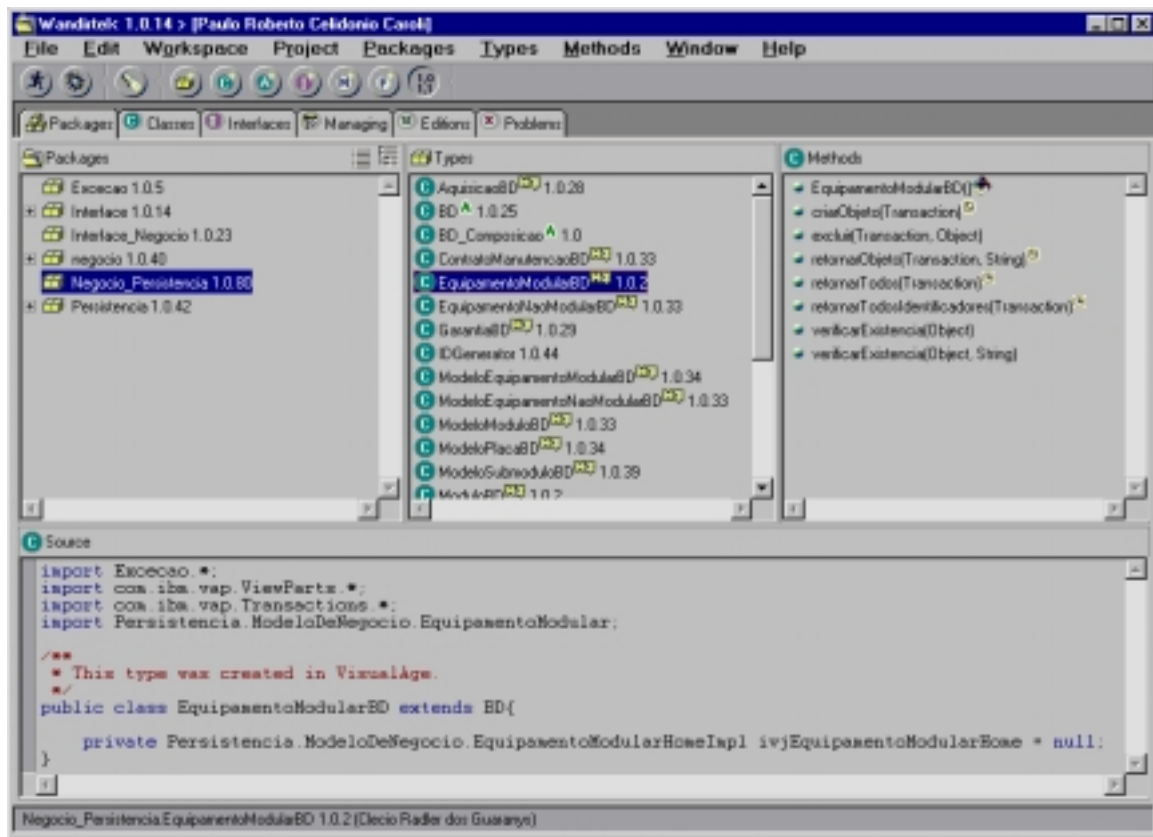 Wanditek 1.0.14 > [Paulo Roberto Celidonio Caroli]
File Edit Workspace Project Packages Types Methods Window Help
1.0
Packages Classes Interfaces Managing Editions Problems
Packages
Excecao 1.0.5
Interface 1.0.14
Interface_Negocio 1.0.23
negocio 1.0.40
Negocio_Persistencia 1.0.80
Persistencia 1.0.42
Types
AquisicaoBD 1.0.28
BD A 1.0.25
BD_Composicao A 1.0
ContratoManutencaoBD 1.0.33
EquipamentoModularBD 1.0.2
EquipamentoNaoModularBD 1.0.33
GarantiaBD 1.0.29
IDGenerator 1.0.44
ModeloEquipamentoModularBD 1.0.34
ModeloEquipamentoNaoModularBD 1.0.33
ModeloModuloBD 1.0.33
ModeloPlacaBD 1.0.34
ModeloSubmoduloBD 1.0.39
ModuloBD 1.0.2
Methods
EquipamentoModularBD()
criarObjeto(Transaction)
excluir(Transaction, Object)
retornarObjeto(Transaction, String)
retornarTodos(Transaction)
retornarTodosIdentificadores(Transaction)
verificarExistencia(Object)
verificarExistencia(Object, String)
Source
import Excecao.*;
import com.ibm.vap.ViewParts.*;
import com.ibm.vap.Transactions.*;
import Persistencia.ModeloDeNegocio.EquipamentoModular;
/**
* This type was created in VisualAge.
*/
public class EquipamentoModularBD extends BD{
private Persistencia.ModeloDeNegocio.EquipamentoModularHomeImpl ivjEquipamentoModularHome = null;
}
Negocio_Persistencia.EquipamentoModularBD 1.0.2 (Clecio Radler dos Guaranys)